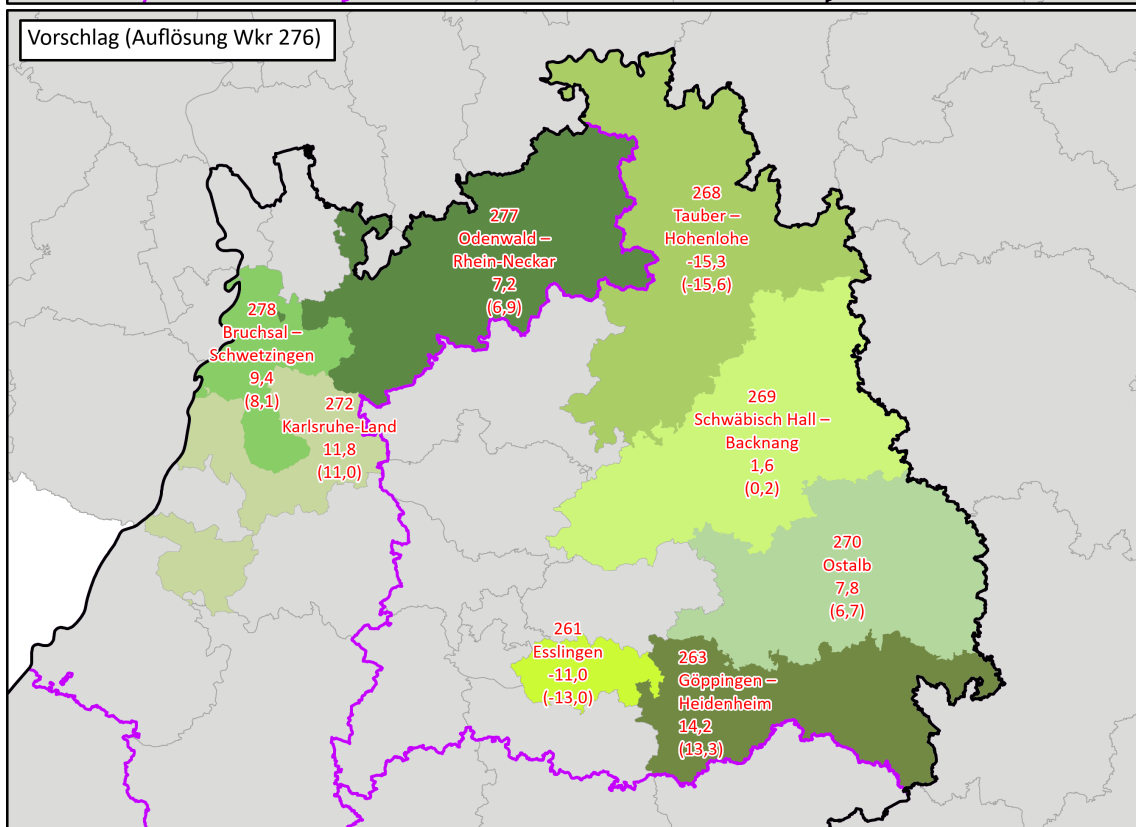 Vorschlag (Auflösung Wkr 276)
268
Tauber –
Hohenlohe
-15,3
(-15,6)
277
Odenwald –
Rhein-Neckar
7,2
(6,9)
278
Bruchsal –
Schwetzingen
9,4
(8,1)
272
Karlsruhe-Land
11,8
(11,0)
269
Schwäbisch Hall –
Backnang
1,6
(0,2)
270
Ostalb
7,8
(6,7)
261
Esslingen
-11,0
(-13,0)
263
Göppingen –
Heidenheim
14,2
(13,3)